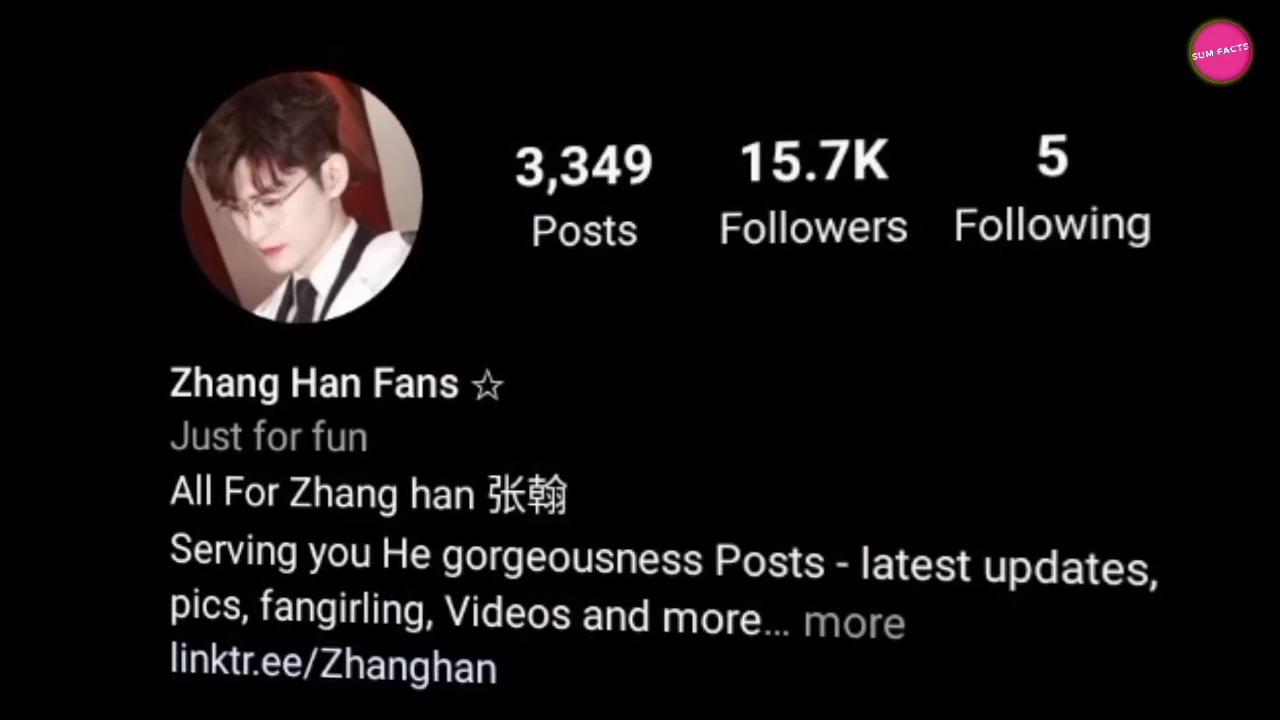 SUM FACTS
3,349 15.7K 5
Posts Followers Following
Zhang Han Fans ☆
Just for fun
All For Zhang han 张翰
Serving you He gorgeousness Posts - latest updates,
pics, fangirling, Videos and more... more
linktr.ee/Zhanghan